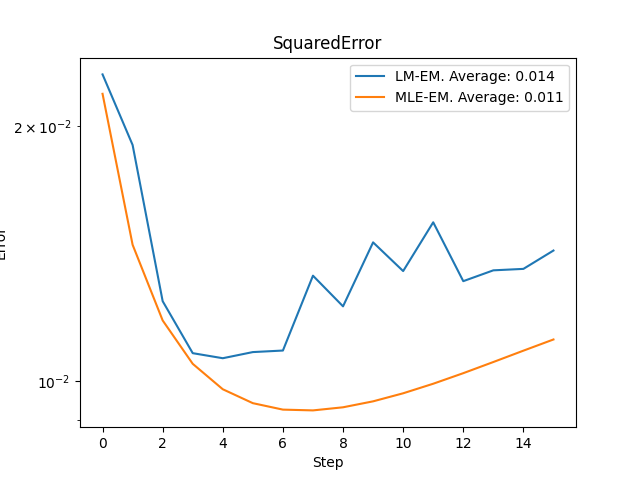 SquaredError
LM-EM. Average: 0.014
MLE-EM. Average: 0.011
2 × 10⁻²
10⁻²
0 2 4 6 8 10 12 14
Step